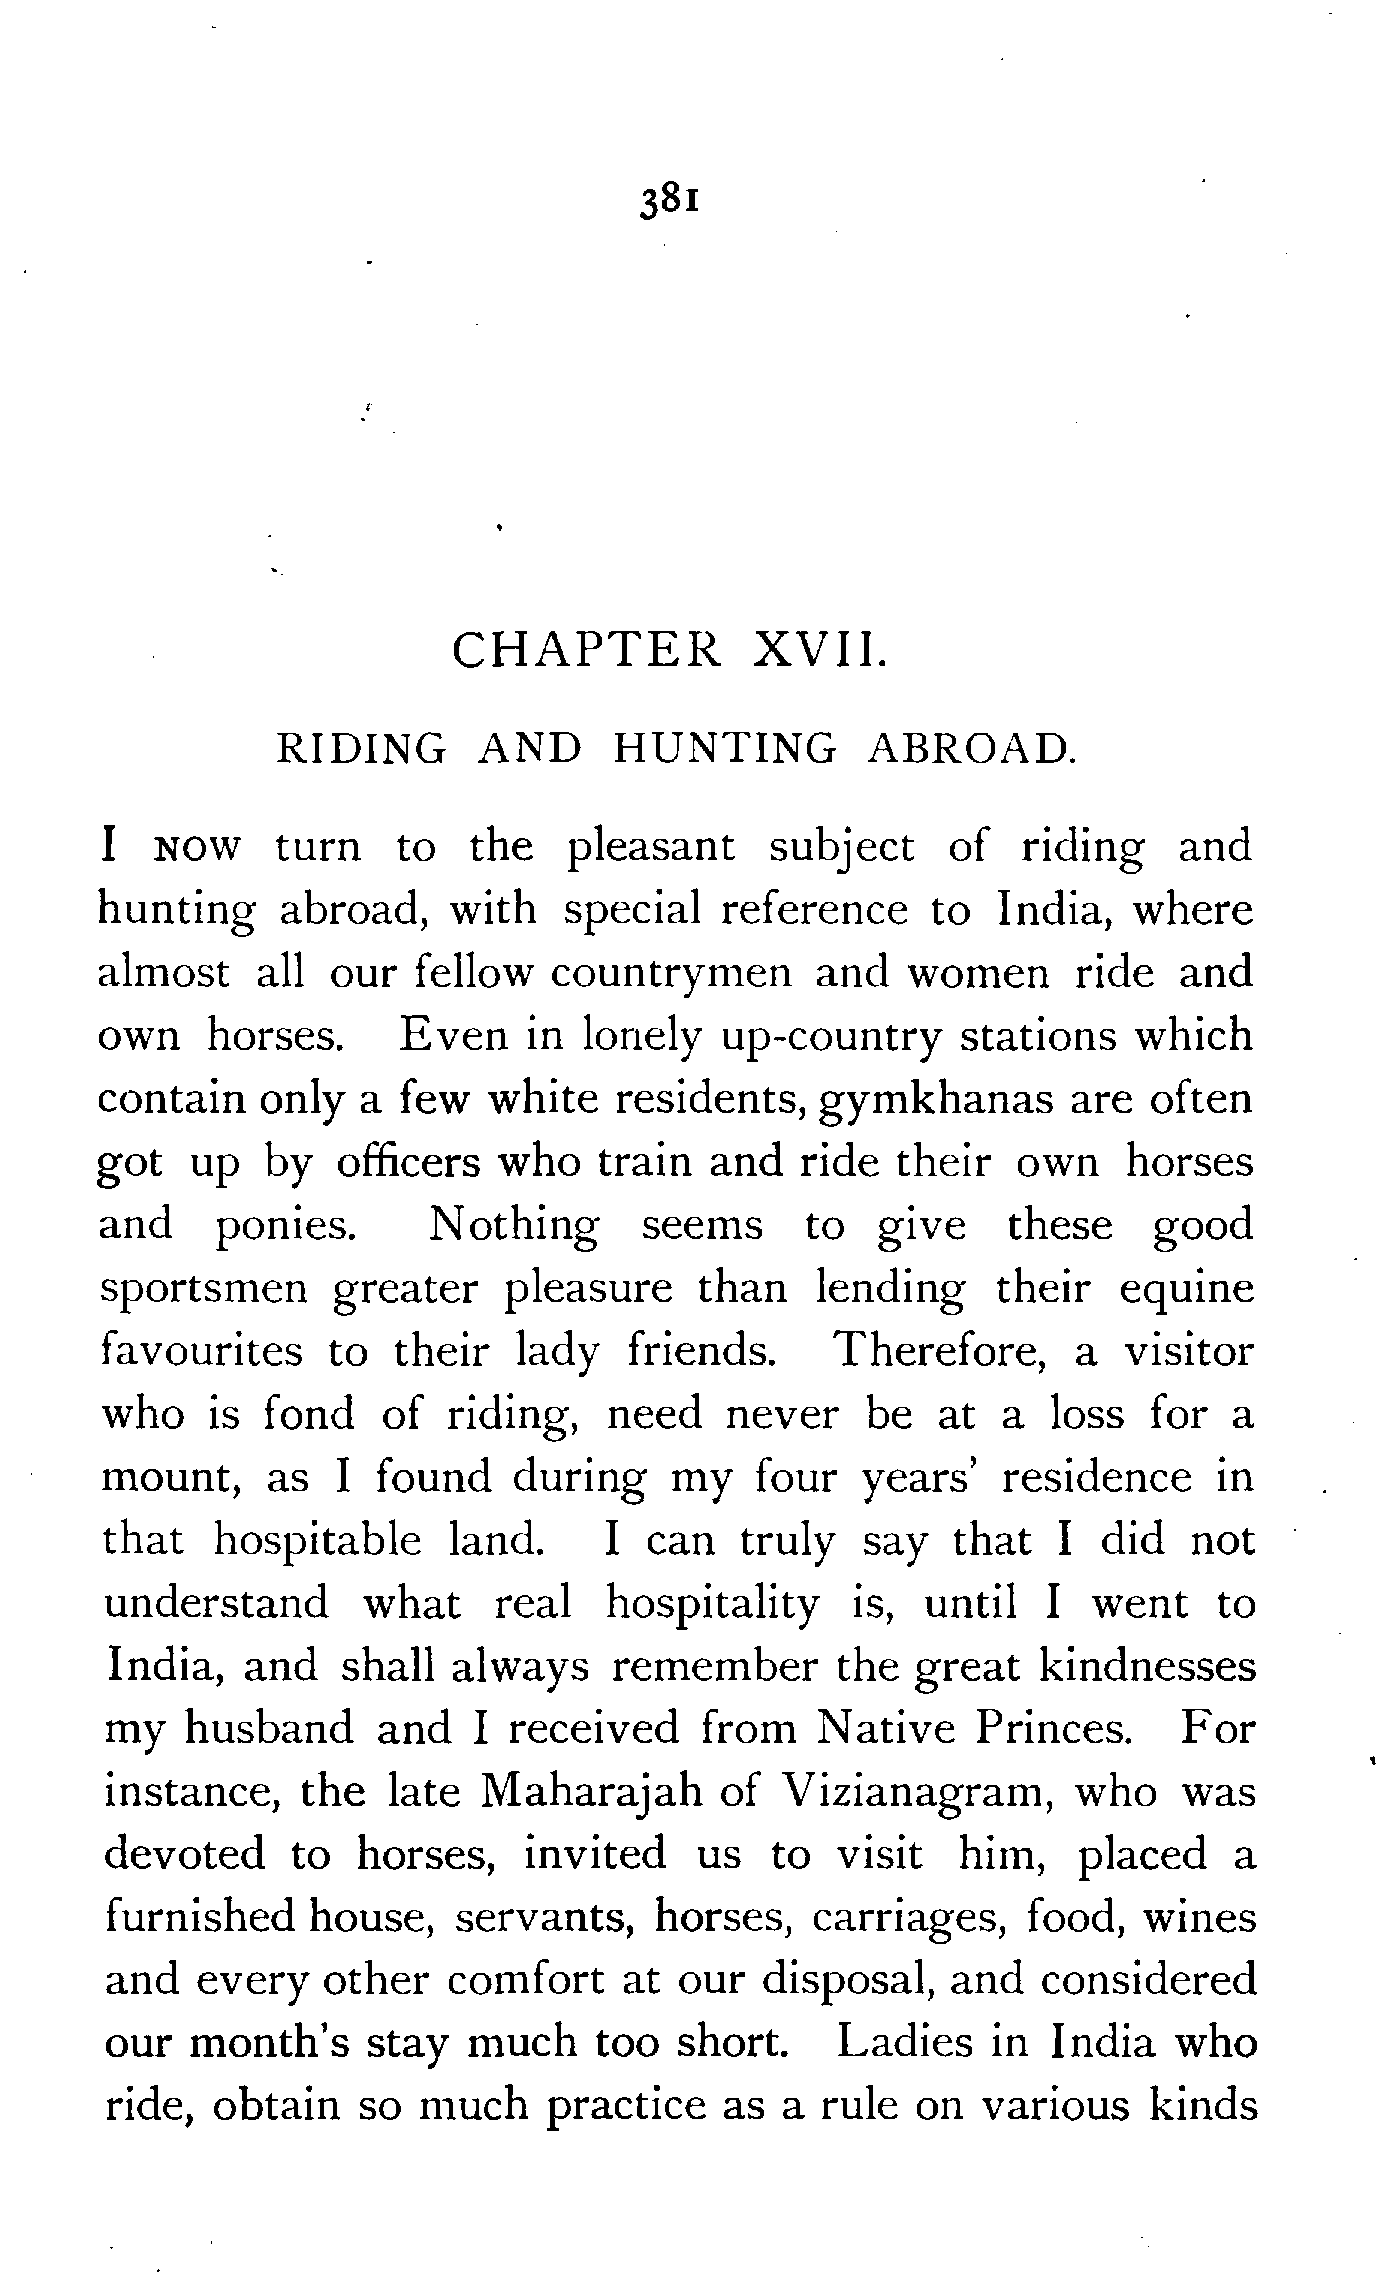 381
CHAPTER XVII.
RIDING AND HUNTING ABROAD.
I NOW turn to the pleasant subject of riding and
hunting abroad, with special reference to India, where
almost all our fellow countrymen and women ride and
own horses. Even in lonely up-country stations which
contain only a few white residents, gymkhanas are often
got up by officers who train and ride their own horses
and ponies. Nothing seems to give these good
sportsmen greater pleasure than lending their equine
favourites to their lady friends. Therefore, a visitor
who is fond of riding, need never be at a loss for a
mount, as I found during my four years' residence in
that hospitable land. I can truly say that I did not
understand what real hospitality is, until I went to
India, and shall always remember the great kindnesses
my husband and I received from Native Princes. For
instance, the late Maharajah of Vizianagram, who was
devoted to horses, invited us to visit him, placed a
furnished house, servants, horses, carriages, food, wines
and every other comfort at our disposal, and considered
our month's stay much too short. Ladies in India who
ride, obtain so much practice as a rule on various kinds